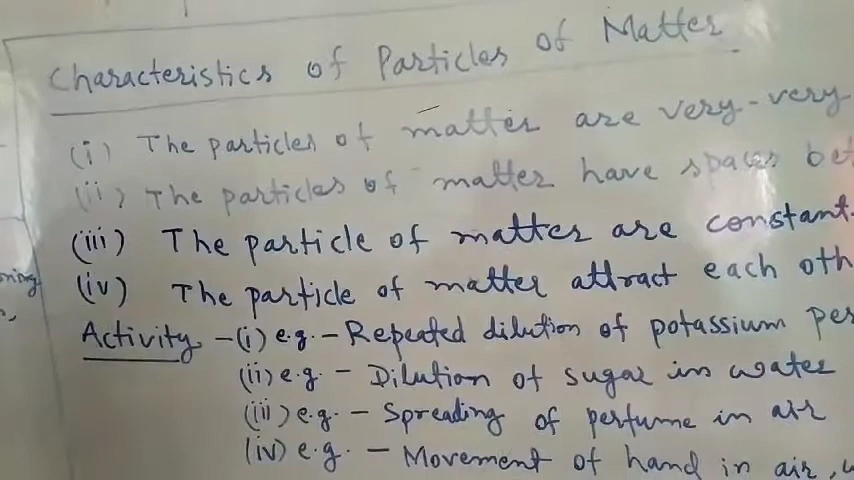 Characteristics of Particles of Matter
(i) The particles of matter are very-very
(ii) The particles of matter have spaces bet
(iii) The particle of matter are constant
(iv) The particle of matter attract each oth
Activity -(i) e.g. - Repeated dilution of potassium per
(ii) e.g. - Dilution of sugar in water
(iii) e.g. - Spreading of perfume in air
(iv) e.g. - Movement of hand in air,